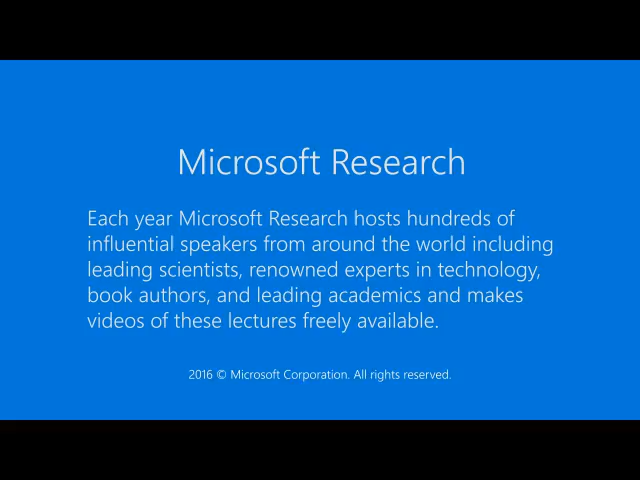 Microsoft Research
Each year Microsoft Research hosts hundreds of
influential speakers from around the world including
leading scientists, renowned experts in technology,
book authors, and leading academics and makes
videos of these lectures freely available.
2016 © Microsoft Corporation. All rights reserved.